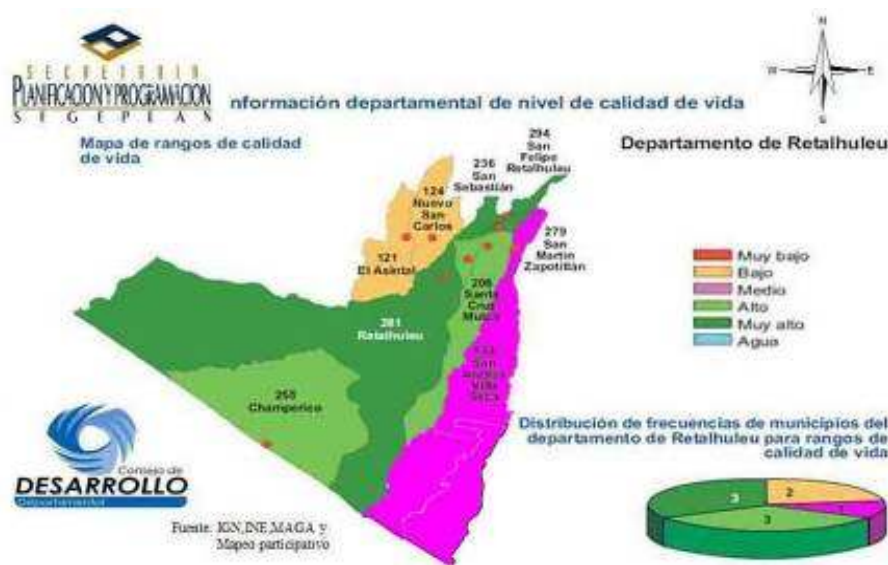 SECRETARIA
PLANIFICACION Y PROGRAMACION
SEGEPLAN
nformación departamental de nivel de calidad de vida
N
W E
S
Mapa de rangos de calidad
de vida
Departamento de Retalhuleu
294
San
Felipe
Retalhuleu
236
San
Sebastián
124
Nuevo
San
Carlos
279
San
Martín
Zapotitlán
121
El Asintal
Santa
Cruz
Muluá
Retalhuleu
San
Villa
Seca
Champerico
Muy bajo
Bajo
Medio
Alto
Muy alto
Agua
Distribución de frecuencias de municipios del
departamento de Retalhuleu para rangos de
calidad de vida
3
2
1
3
Consejo de
DESARROLLO
Departamental
Fuente: IGN,INE,MAGA y
Mapeo participativo